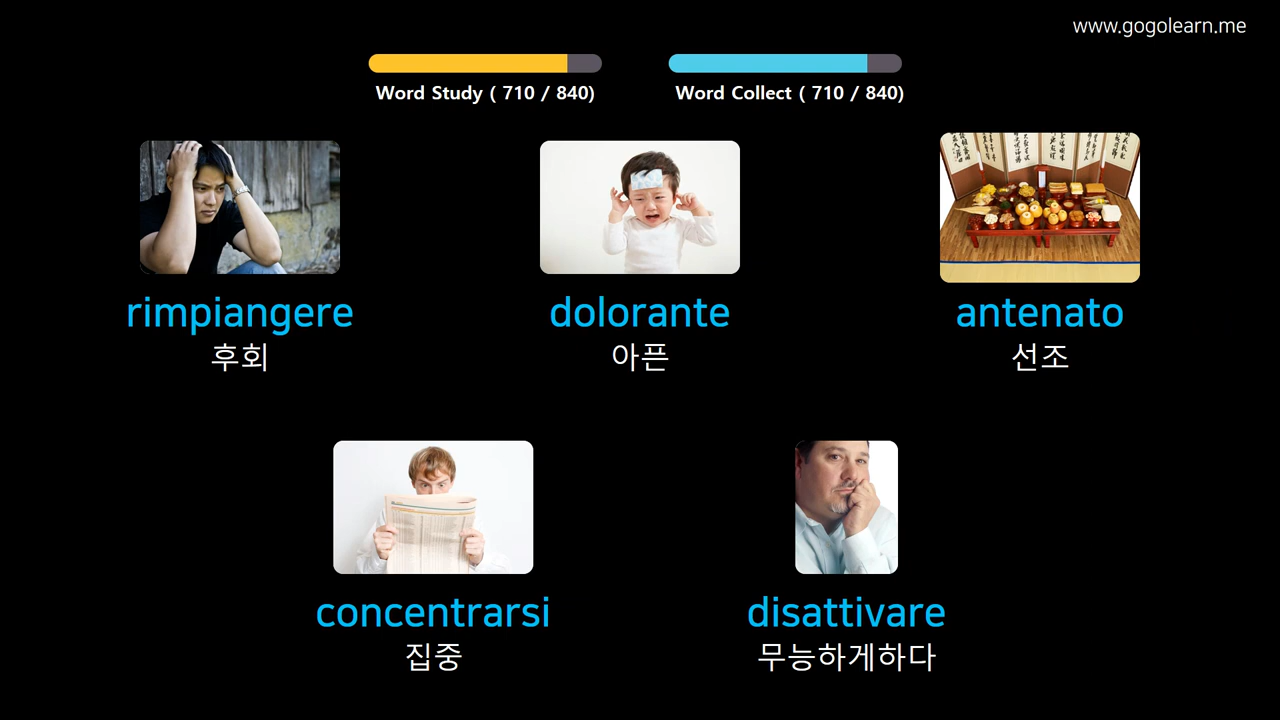 www.gogolearn.me
Word Study ( 710 / 840)
Word Collect ( 710 / 840)
rimpiangere
후회
dolorante
아픈
antenato
선조
concentrarsi
집중
disattivare
무능하게하다